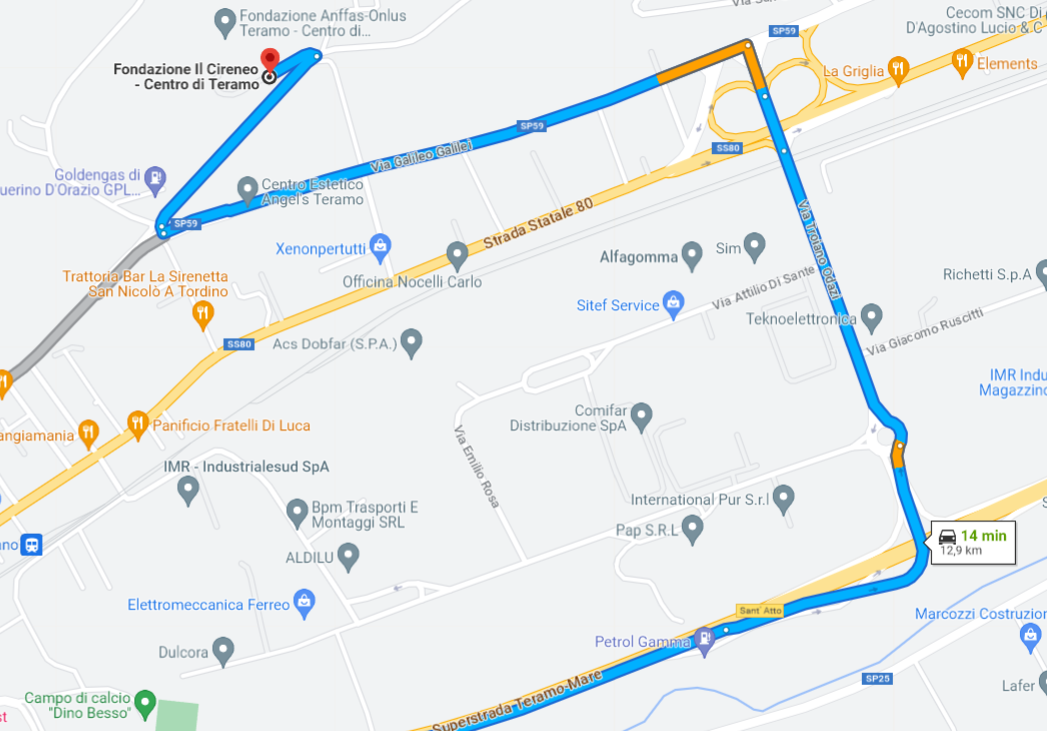 Via San
Fondazione Anffas-Onlus
Teramo - Centro di...
SP59
Cecom SNC Di
D'Agostino Lucio & C
Fondazione Il Cireneo
- Centro di Teramo
La Griglia
Elements
SP59
SS80
Via Galileo Galilei
Goldengas di
uerino D'Orazio GPL...
Centro Estetico
Angel's Teramo
SP59
Strada Statale 80
Via Troiano Odazi
Xenonpertutti
Alfagomma
Sim
Officina Nocelli Carlo
Trattoria Bar La Sirenetta
San Nicolò A Tordino
Richetti S.p.A
Via Attilio Di Sante
Sitef Service
Teknoelettronica
Via Giacomo Ruscitti
SS80
Acs Dobfar (S.P.A.)
IMR Indu
Magazzino
Comifar
Distribuzione SpA
angiamania
Panificio Fratelli Di Luca
Via Emilio Rosa
IMR - Industrialesud SpA
International Pur S.r.l
Bpm Trasporti E
Montaggi SRL
Pap S.R.L
14 min
12,9 km
ano
ALDILU
Elettromeccanica Ferreo
Sant' Atto
Marcozzi Costruzion
Petrol Gamma
Dulcora
SP25
Lafer
Superstrada Teramo-Mare
Campo di calcio
"Dino Besso"
st